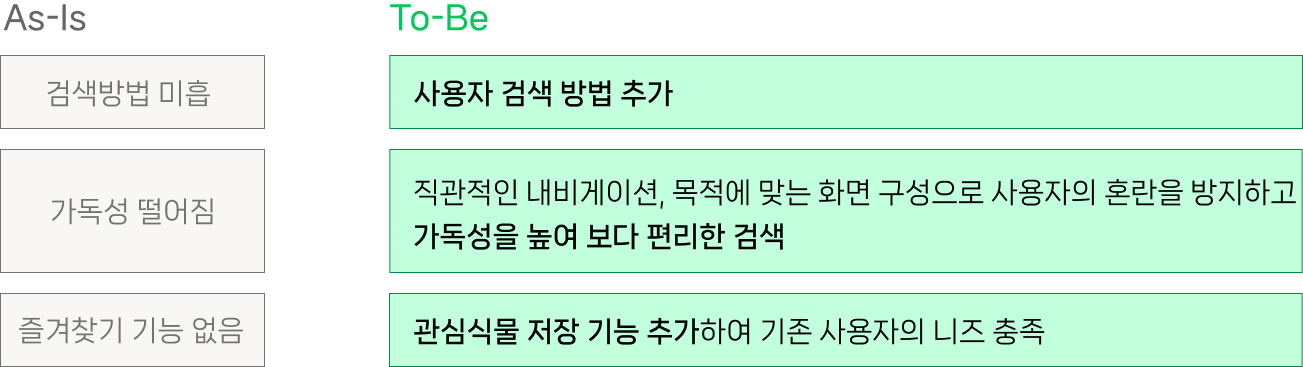 As-Is
To-Be
검색방법 미흡
사용자 검색 방법 추가
가독성 떨어짐
직관적인 내비게이션, 목적에 맞는 화면 구성으로 사용자의 혼란을 방지하고
가독성을 높여 보다 편리한 검색
즐겨찾기 기능 없음
관심식물 저장 기능 추가하여 기존 사용자의 니즈 충족